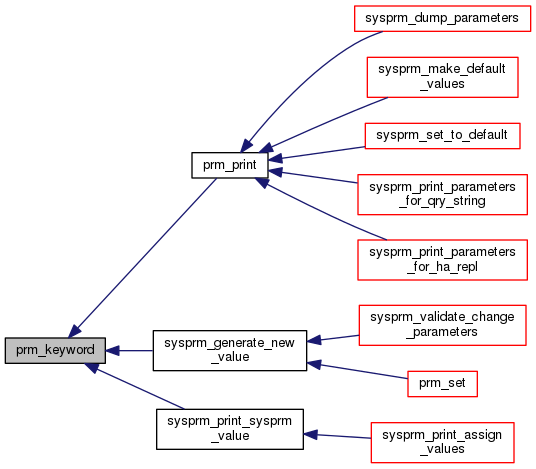 sysprm_dump_parameters
sysprm_make_default
_values
prm_print
sysprm_set_to_default
sysprm_print_parameters
_for_qry_string
sysprm_print_parameters
_for_ha_repl
prm_keyword
sysprm_generate_new
_value
sysprm_validate_change
_parameters
prm_set
sysprm_print_sysprm
_value
sysprm_print_assign
_values